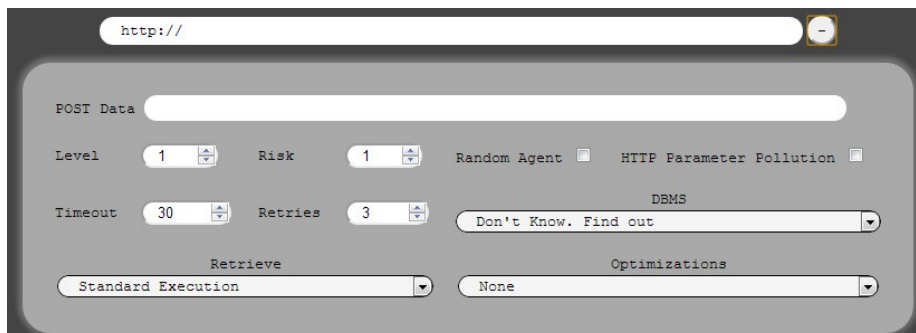 http://
-
POST Data
Level 1 Risk 1 Random Agent HTTP Parameter Pollution
DBMS
Timeout 30 Retries 3 Don't Know. Find out
Retrieve Optimizations
Standard Execution None